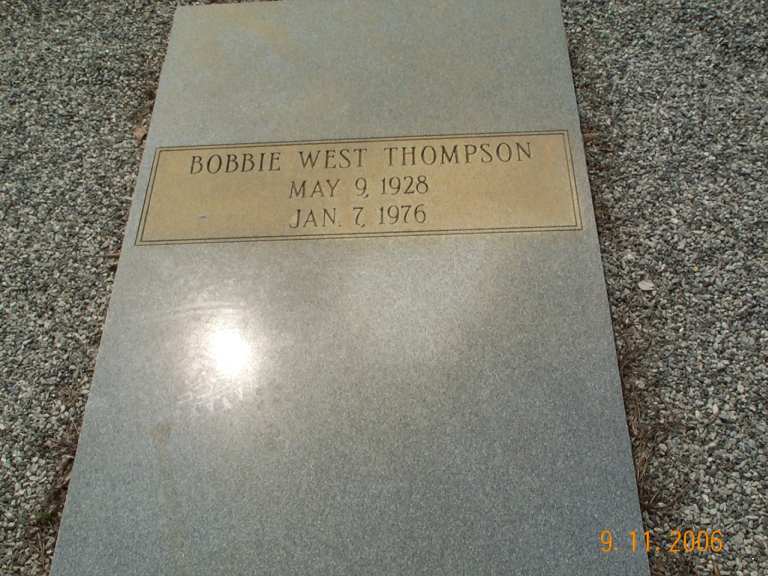 BOBBIE WEST THOMPSON
MAY 9, 1928
JAN. 7, 1976
9. 11. 2006